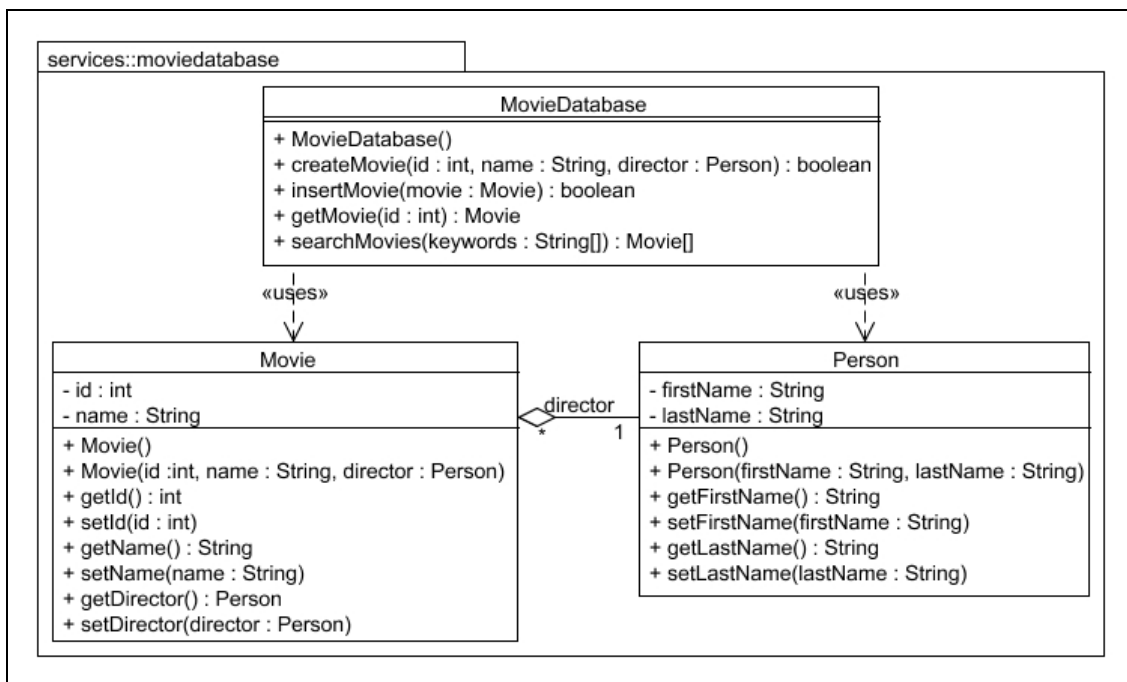 services::moviedatabase
MovieDatabase
+ MovieDatabase()
+ createMovie(id : int, name : String, director : Person) : boolean
+ insertMovie(movie : Movie) : boolean
+ getMovie(id : int) : Movie
+ searchMovies(keywords : String[]) : Movie[]
«uses»
«uses»
Movie
- id : int
- name : String
+ Movie()
+ Movie(id :int, name : String, director : Person)
+ getId() : int
+ setId(id : int)
+ getName() : String
+ setName(name : String)
+ getDirector() : Person
+ setDirector(director : Person)
director
*
1
Person
- firstName : String
- lastName : String
+ Person()
+ Person(firstName : String, lastName : String)
+ getFirstName() : String
+ setFirstName(firstName : String)
+ getLastName() : String
+ setLastName(lastName : String)